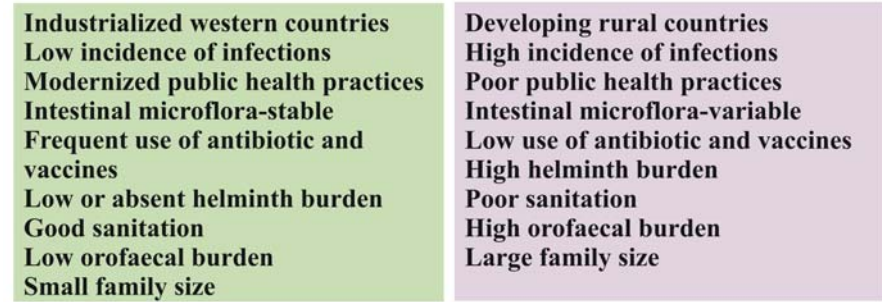 Industrialized western countries
Low incidence of infections
Modernized public health practices
Intestinal microflora-stable
Frequent use of antibiotic and
vaccines
Low or absent helminth burden
Good sanitation
Low orofaecal burden
Small family size
Developing rural countries
High incidence of infections
Poor public health practices
Intestinal microflora-variable
Low use of antibiotic and vaccines
High helminth burden
Poor sanitation
High orofaecal burden
Large family size